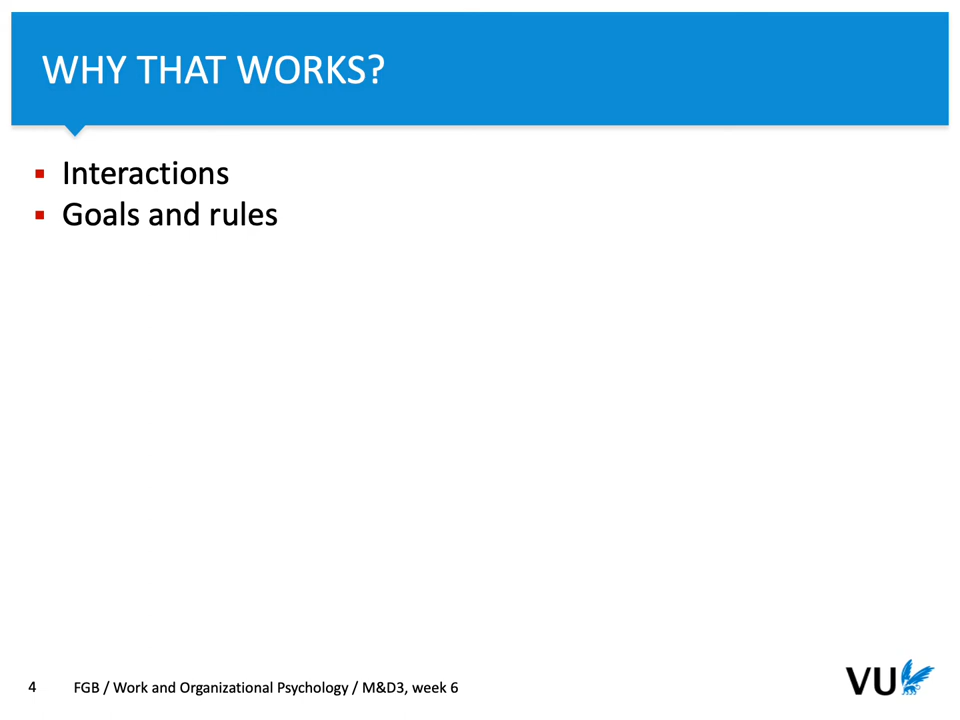 WHY THAT WORKS?
Interactions
Goals and rules
4 FGB / Work and Organizational Psychology / M&D3, week 6
VU